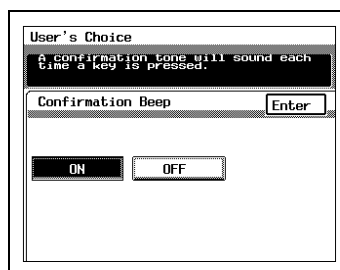 User's Choice
A confirmation tone will sound each
time a key is pressed.
Confirmation Beep
Enter
ON
OFF